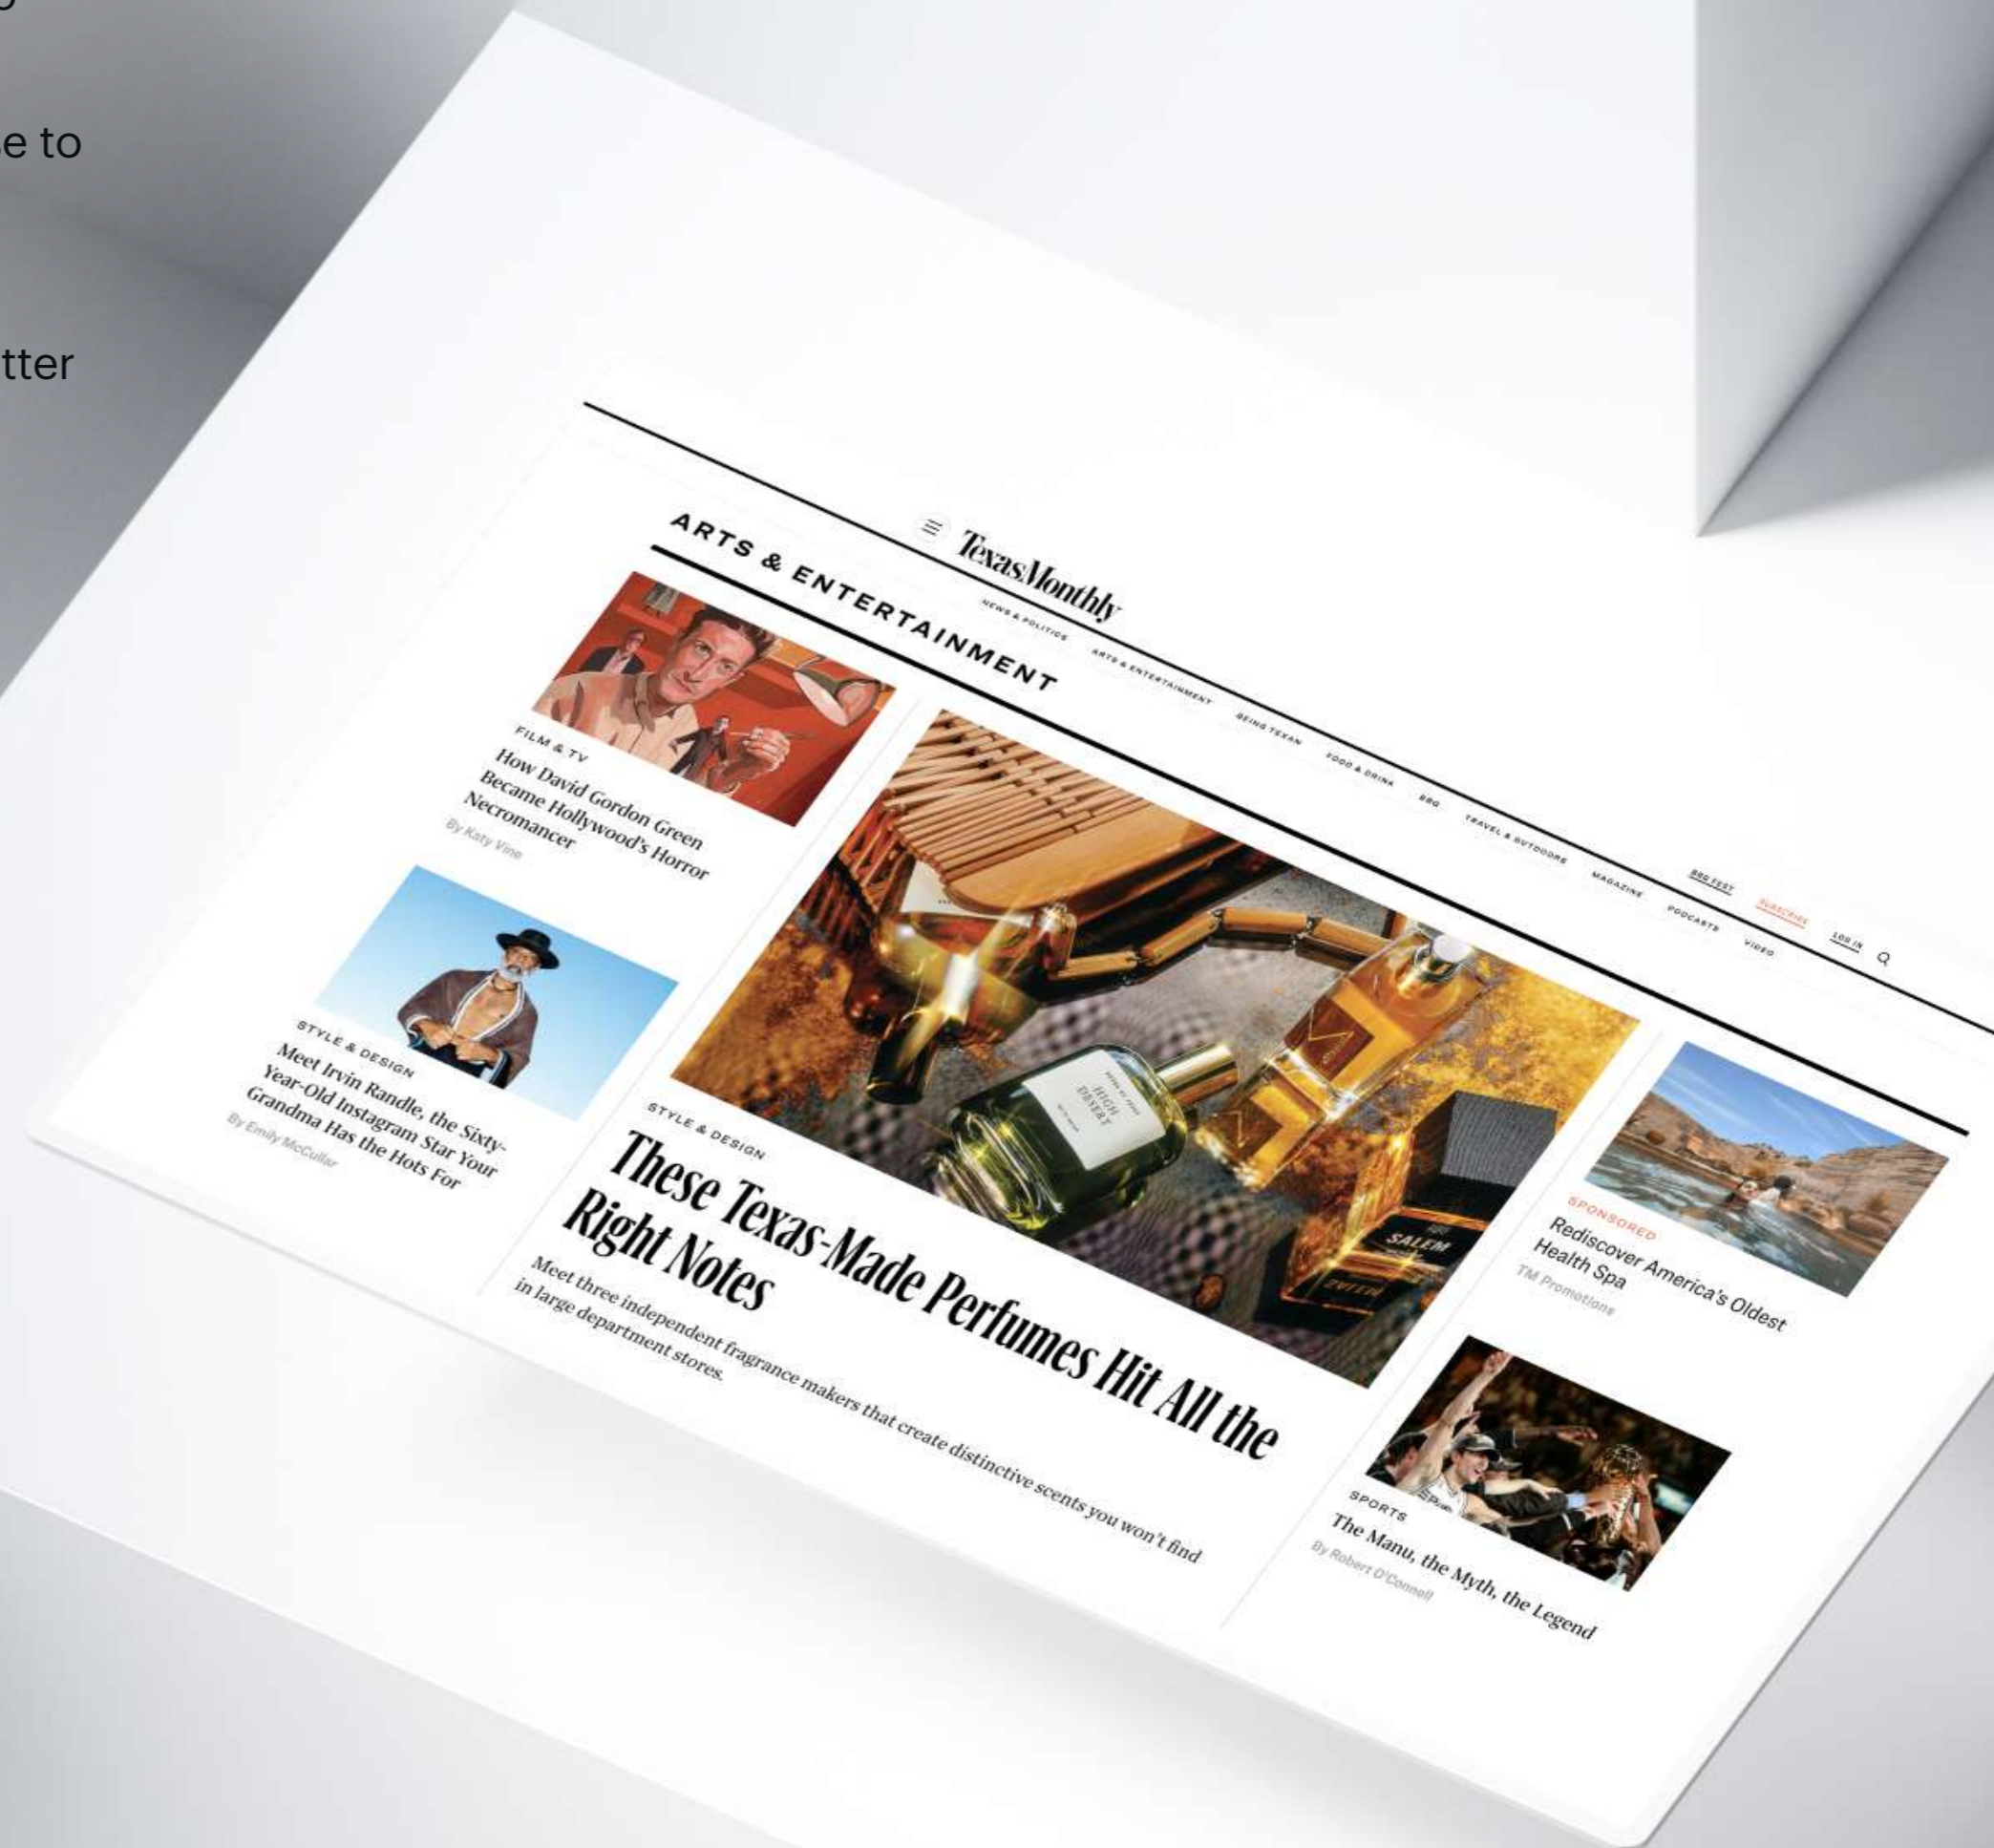 e to
tter
TexasMonthly
BBQ FEST
SUBSCRIBE
LOG IN
NEWS & POLITICS
ARTS & ENTERTAINMENT
BEING TEXAN
FOOD & DRINK
BBQ
TRAVEL & OUTDOORS
MAGAZINE
PODCASTS
VIDEO
ARTS & ENTERTAINMENT
FILM & TV
How David Gordon Green
Became Hollywood's Horror
Necromancer
By Katy Vine
STYLE & DESIGN
Meet Irvin Randle, the Sixty-
Year-Old Instagram Star Your
Grandma Has the Hots For
By Emily McCullar
HIGH
DESERT
SALEM
STYLE & DESIGN
These Texas-Made Perfumes Hit All the
Right Notes
Meet three independent fragrance makers that create distinctive scents you won't find
in large department stores.
SPONSORED
Rediscover America's Oldest
Health Spa
TM Promotions
SPORTS
The Manu, the Myth, the Legend
By Robert O'Connell